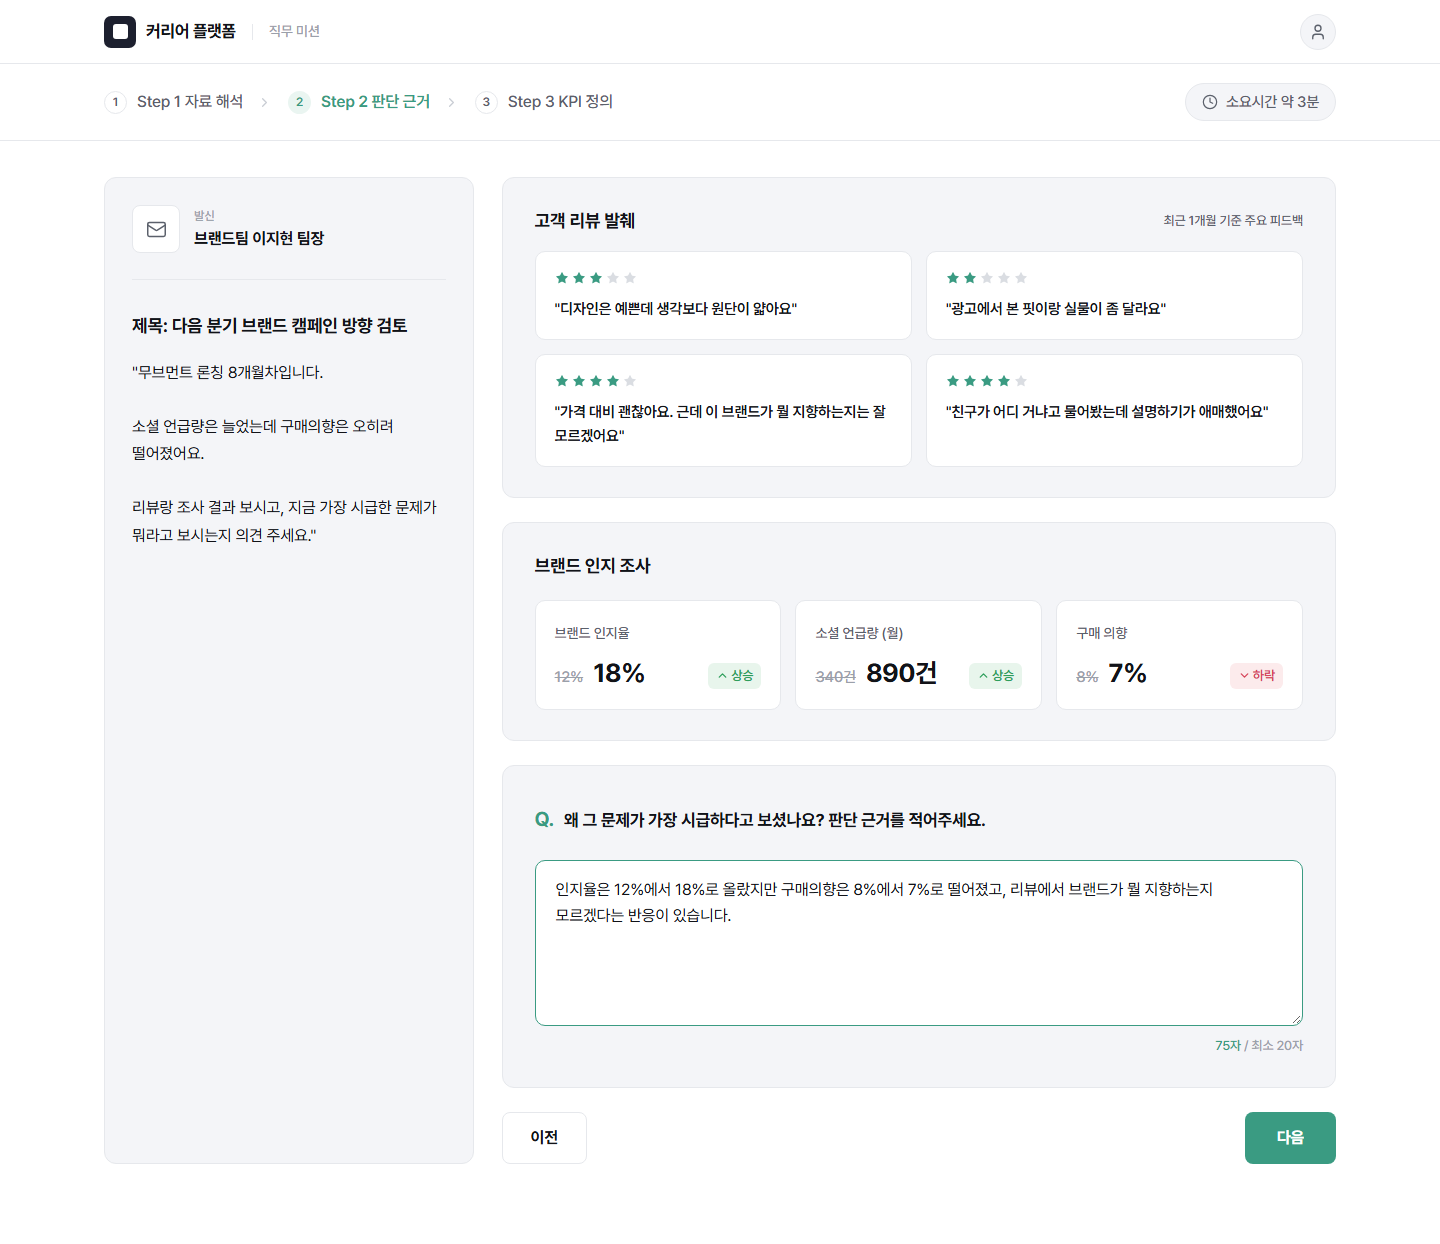 커리어 플랫폼
직무 미션
1 Step 1 자료 해석
2 Step 2 판단 근거
3 Step 3 KPI 정의
소요시간 약 3분
발신
브랜드팀 이지현 팀장
제목: 다음 분기 브랜드 캠페인 방향 검토
"무브먼트 론칭 8개월차입니다.
소셜 언급량은 늘었는데 구매의향은 오히려
떨어졌어요.
리뷰랑 조사 결과 보시고, 지금 가장 시급한 문제가
뭐라고 보시는지 의견 주세요."
고객 리뷰 발췌
최근 1개월 기준 주요 피드백
"디자인은 예쁜데 생각보다 원단이 얇아요"
"광고에서 본 핏이랑 실물이 좀 달라요"
"가격 대비 괜찮아요. 근데 이 브랜드가 뭘 지향하는지는 잘
모르겠어요"
"친구가 어디 거냐고 물어봤는데 설명하기가 애매했어요"
브랜드 인지 조사
브랜드 인지율
12% 18% 상승
소셜 언급량 (월)
340건 890건 상승
구매 의향
8% 7% 하락
Q. 왜 그 문제가 가장 시급하다고 보셨나요? 판단 근거를 적어주세요.
인지율은 12%에서 18%로 올랐지만 구매의향은 8%에서 7%로 떨어졌고, 리뷰에서 브랜드가 뭘 지향하는지
모르겠다는 반응이 있습니다.
75자 / 최소 20자
이전
다음